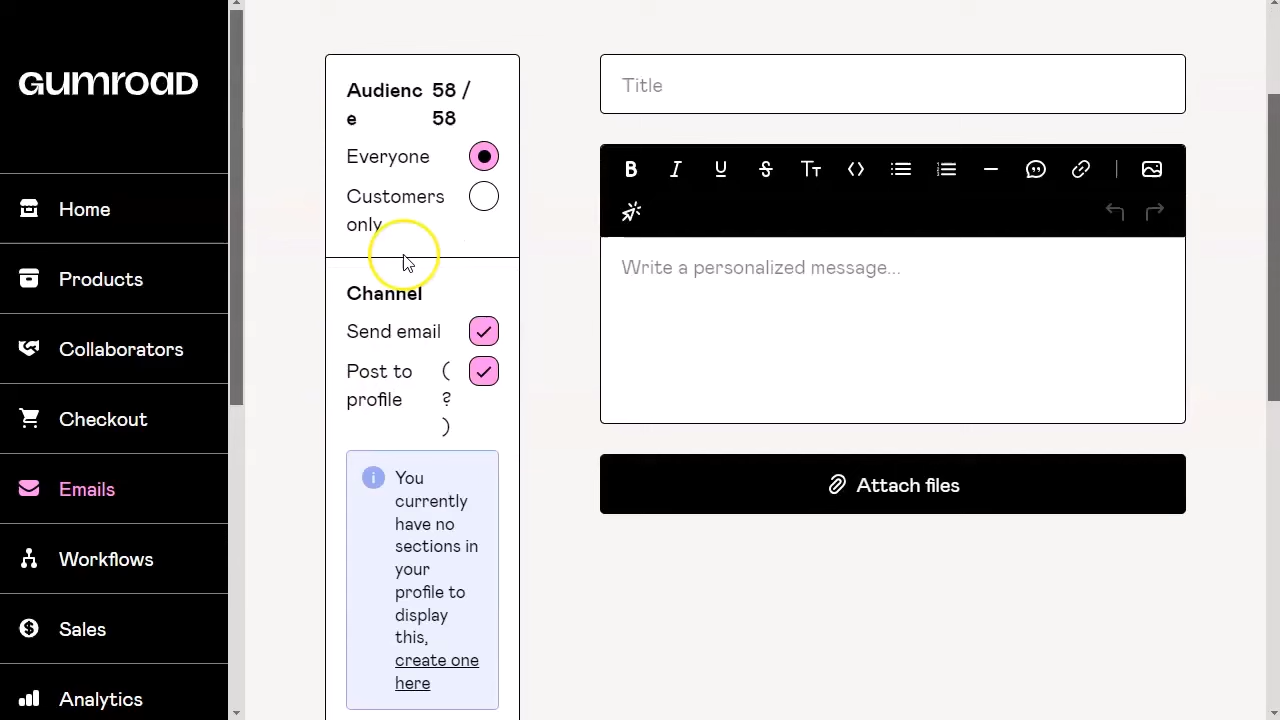 GUMROAD
Home
Products
Collaborators
Checkout
Emails
Workflows
Sales
Analytics
Audienc 58 /
e 58
Everyone
Customers
only
Channel
Send email
Post to (
profile ?
)
You
currently
have no
sections in
your
profile to
display
this,
create one
here
Title
Write a personalized message...
Attach files